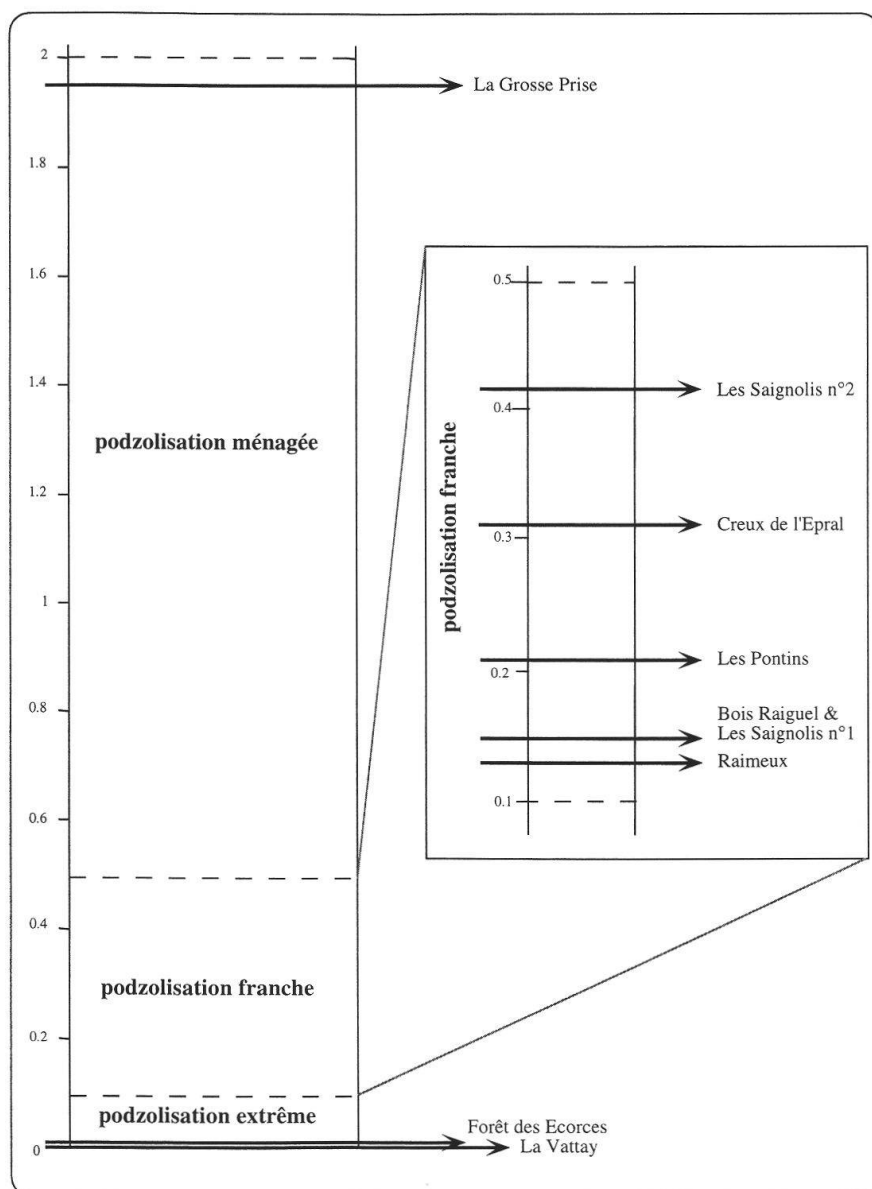 2
La Grosse Prise
1.8
1.6
1.4
podzolisation ménagée
1.2
1
0.8
0.6
0.4
podzolisation franche
0.2
podzolisation extrême
Forêt des Ecorces
0
La Vattay
podzolisation franche
0.5
Les Saignolis n°2
0.4
Creux de l'Epral
0.3
Les Pontins
0.2
Bois Raiguel &
Les Saignolis n°1
Raimeux
0.1